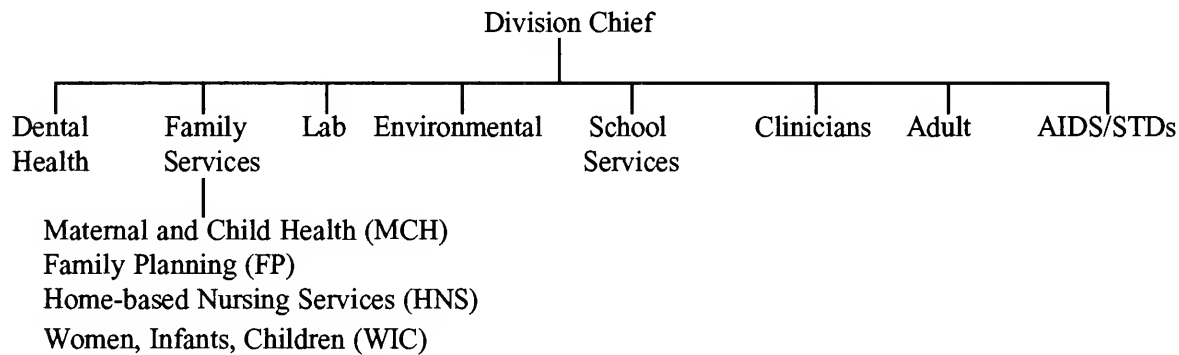 Division Chief
Dental Health
Family Services
Lab
Environmental
School Services
Clinicians
Adult
AIDS/STDs
Maternal and Child Health (MCH)
Family Planning (FP)
Home-based Nursing Services (HNS)
Women, Infants, Children (WIC)